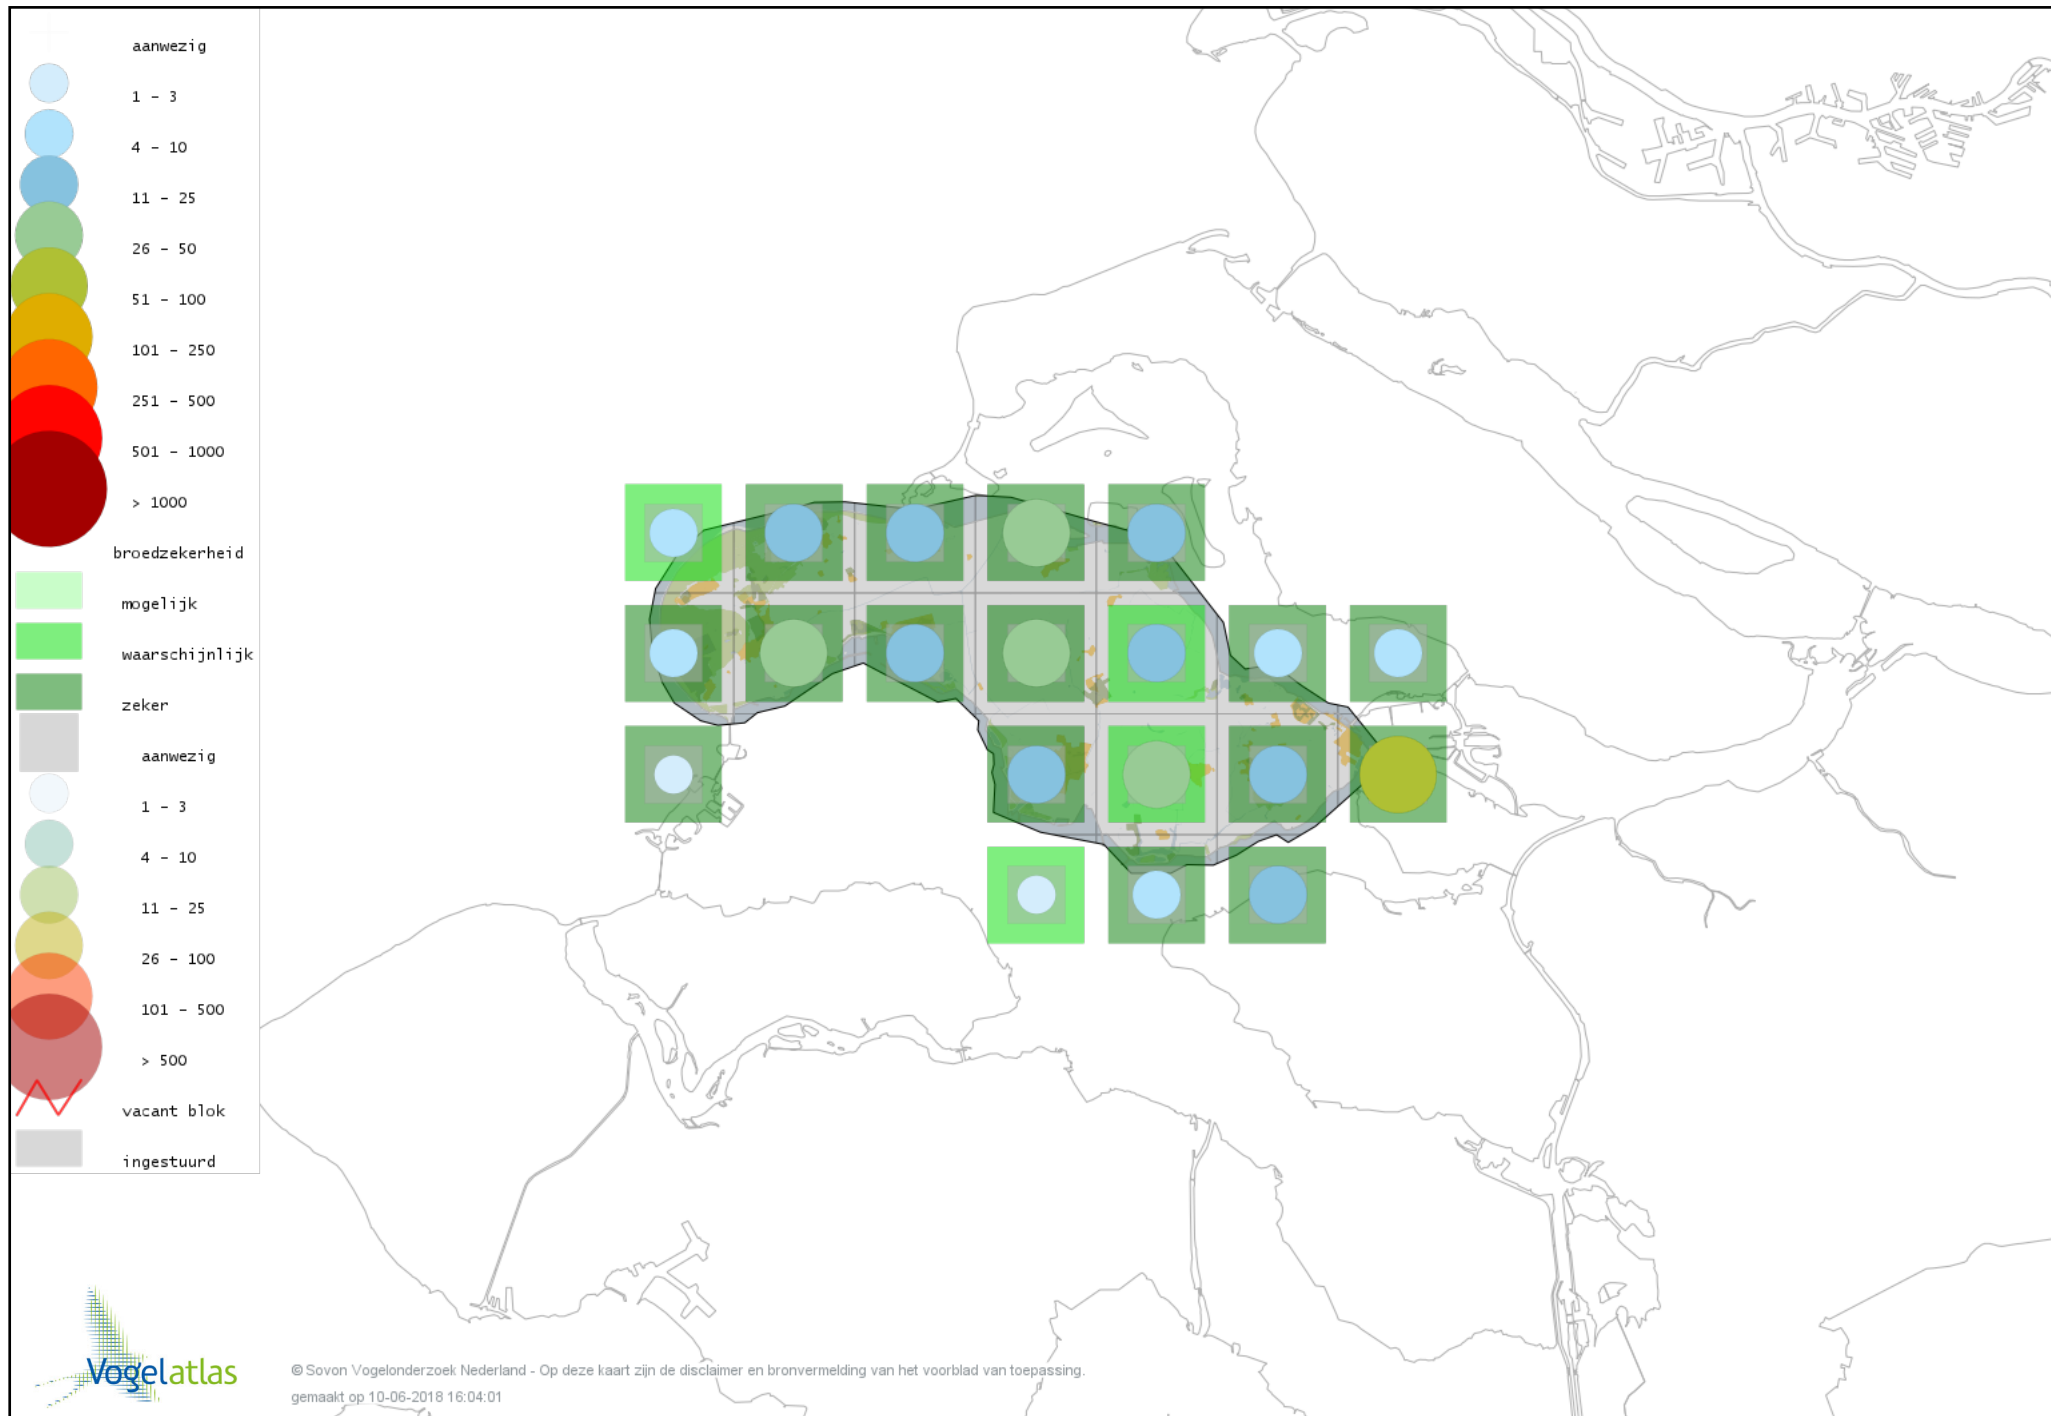 aanwezig
1 - 3
4 - 10
11 - 25
26 - 50
51 - 100
101 - 250
251 - 500
501 - 1000
> 1000
broedzekerheid
mogelijk
waarschijnlijk
zeker
aanwezig
1 - 3
4 - 10
11 - 25
26 - 100
101 - 500
> 500
vacant blok
ingestuurd
Vogelatlas
© Sovon Vogelonderzoek Nederland - Op deze kaart zijn de disclaimer en bronvermelding van het voorblad van toepassing.
gemaakt op 10-06-2018 16:04:01